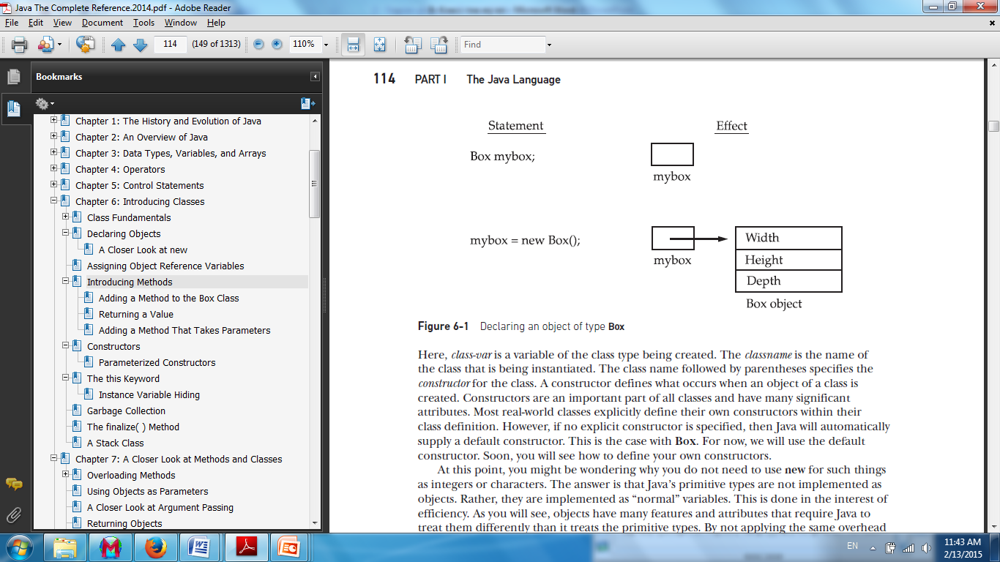 Java The Complete Reference.2014.pdf - Adobe Reader
File Edit View Document Tools Window Help
114 (149 of 1313) 110% Find
Bookmarks
Chapter 1: The History and Evolution of Java
Chapter 2: An Overview of Java
Chapter 3: Data Types, Variables, and Arrays
Chapter 4: Operators
Chapter 5: Control Statements
Chapter 6: Introducing Classes
Class Fundamentals
Declaring Objects
A Closer Look at new
Assigning Object Reference Variables
Introducing Methods
Adding a Method to the Box Class
Returning a Value
Adding a Method That Takes Parameters
Constructors
Parameterized Constructors
The this Keyword
Instance Variable Hiding
Garbage Collection
The finalize( ) Method
A Stack Class
Chapter 7: A Closer Look at Methods and Classes
Overloading Methods
Using Objects as Parameters
A Closer Look at Argument Passing
Returning Objects
114 PART I The Java Language
Statement Effect
Box mybox;
mybox
mybox = new Box();
mybox
Width
Height
Depth
Box object
Figure 6-1 Declaring an object of type Box
Here, class-var is a variable of the class type being created. The classname is the name of
the class that is being instantiated. The class name followed by parentheses specifies the
constructor for the class. A constructor defines what occurs when an object of a class is
created. Constructors are an important part of all classes and have many significant
attributes. Most real-world classes explicitly define their own constructors within their
class definition. However, if no explicit constructor is specified, then Java will automatically
supply a default constructor. This is the case with Box. For now, we will use the default
constructor. Soon, you will see how to define your own constructors.
At this point, you might be wondering why you do not need to use new for such things
as integers or characters. The answer is that Java's primitive types are not implemented as
objects. Rather, they are implemented as “normal” variables. This is done in the interest of
efficiency. As you will see, objects have many features and attributes that require Java to
treat them differently than it treats the primitive types. By not applying the same overhead
EN
11:43 AM
2/13/2015